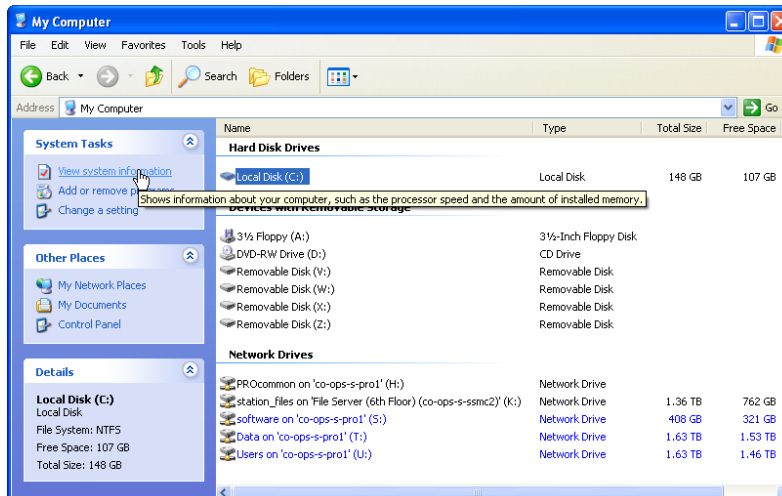 My Computer
File Edit View Favorites Tools Help
Back Search Folders
Address My Computer Go
Name Type Total Size Free Space
System Tasks
View system information
Add or remove programs
Change a setting
Shows information about your computer, such as the processor speed and the amount of installed memory.
Other Places
My Network Places
My Documents
Control Panel
Details
Local Disk (C:)
Local Disk
File System: NTFS
Free Space: 107 GB
Total Size: 148 GB
Hard Disk Drives
Local Disk (C:) Local Disk 148 GB 107 GB
Devices with Removable Storage
3½ Floppy (A:) 3½-Inch Floppy Disk
DVD-RW Drive (D:) CD Drive
Removable Disk (V:) Removable Disk
Removable Disk (W:) Removable Disk
Removable Disk (X:) Removable Disk
Removable Disk (Z:) Removable Disk
Network Drives
PROcommon on 'co-ops-s-pro1' (H:) Network Drive
station_files on 'File Server (6th Floor) (co-ops-s-ssmc2)' (K:) Network Drive 1.36 TB 762 GB
software on 'co-ops-s-pro1' (S:) Network Drive 408 GB 321 GB
Data on 'co-ops-s-pro1' (T:) Network Drive 1.63 TB 1.53 TB
Users on 'co-ops-s-pro1' (U:) Network Drive 1.63 TB 1.46 TB